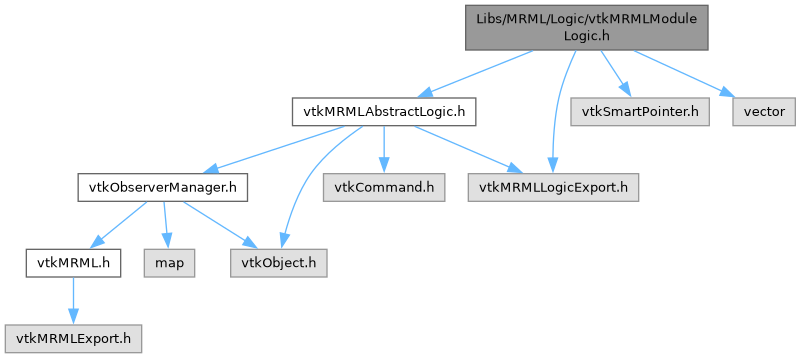 Libs/MRML/Logic/vtkMRMLModule
Logic.h
vtkMRMLAbstractLogic.h
vtkSmartPointer.h
vector
vtkObserverManager.h
vtkCommand.h
vtkMRMLLogicExport.h
vtkMRML.h
map
vtkObject.h
vtkMRMLExport.h